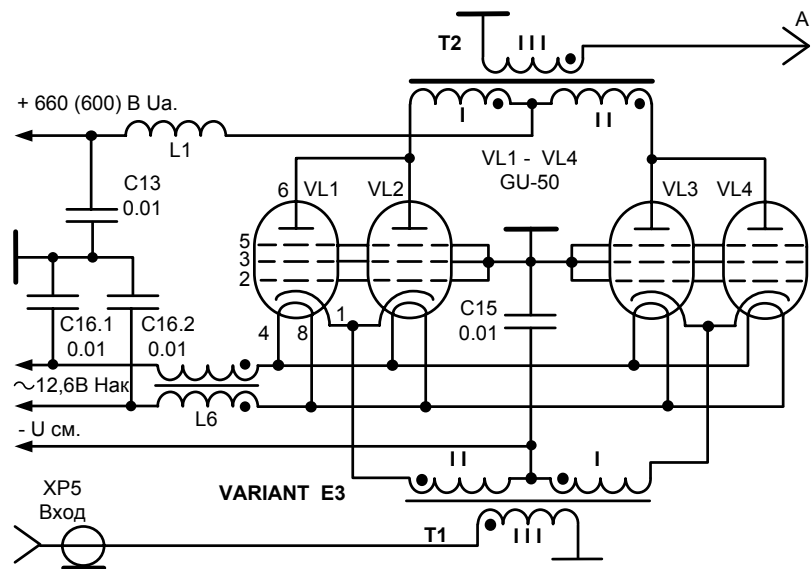 T2
I I I
A
+ 660 (600) В Ua.
I
I I
L1
VL1 - VL4
GU-50
C13
0.01
6
VL1
VL2
VL3
VL4
5
3
2
C16.1
0.01
C16.2
0.01
4
8
1
C15
0.01
~12,6В Нак
L6
- U см.
I I
I
XP5
Вход
VARIANT E3
T1
I I I